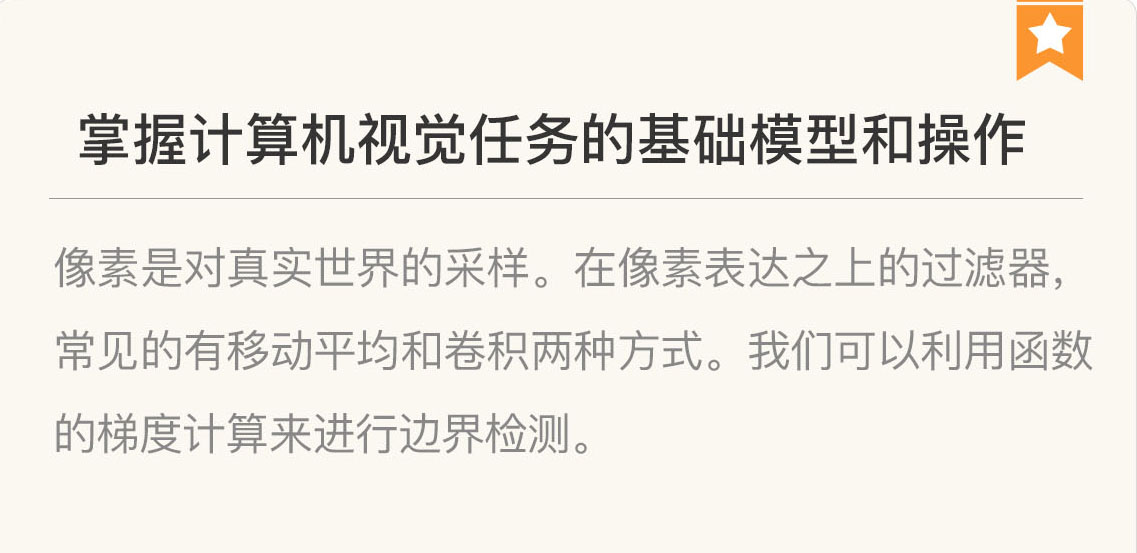 掌握计算机视觉任务的基础模型和操作
像素是对真实世界的采样。在像素表达之上的过滤器，
常见的有移动平均和卷积两种方式。我们可以利用函数
的梯度计算来进行边界检测。